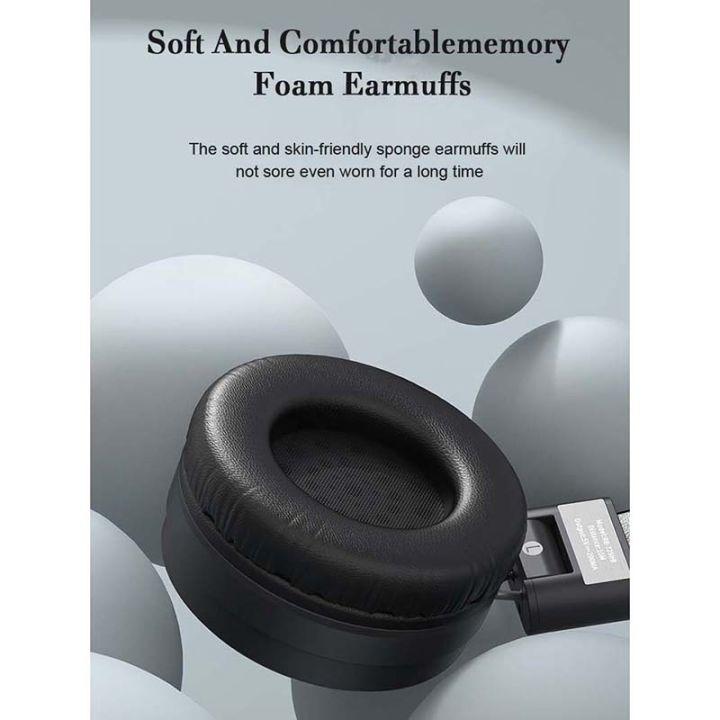 Soft And Comfortablememory
Foam Earmuffs
The soft and skin-friendly sponge earmuffs will
not sore even worn for a long time
L